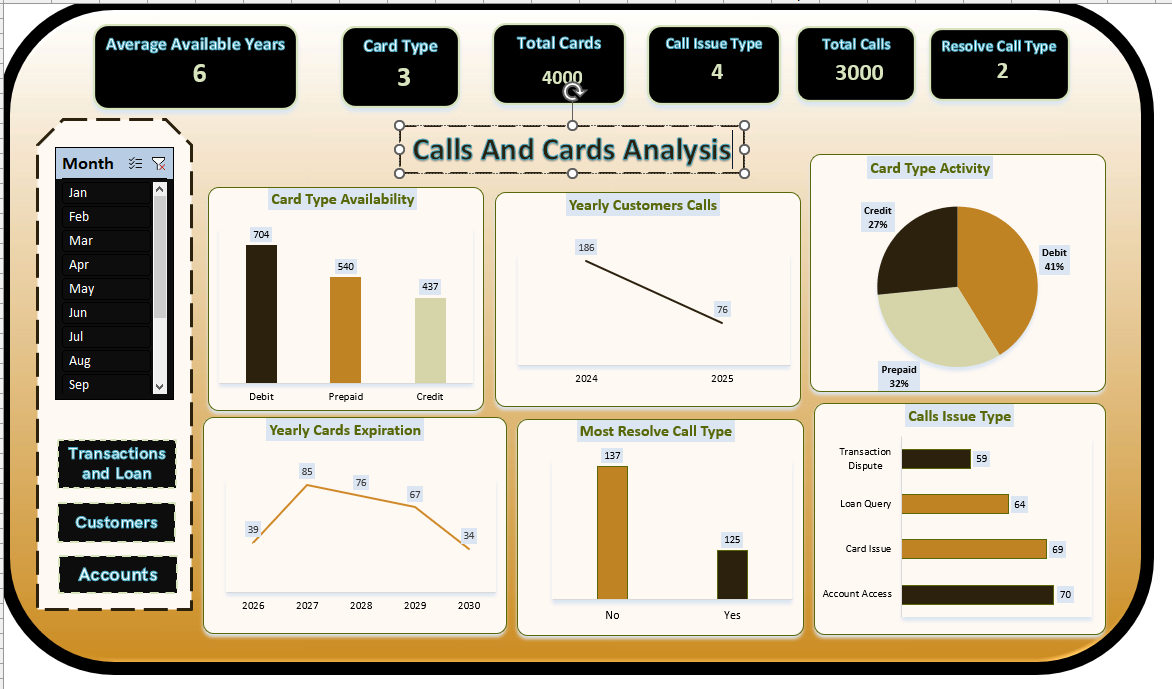 Average Available Years
6
Card Type
3
Total Cards
4000
Call Issue Type
4
Total Calls
3000
Resolve Call Type
2
Calls And Cards Analysis
Month
Jan
Feb
Mar
Apr
May
Jun
Jul
Aug
Sep
Transactions
and Loan
Customers
Accounts
Card Type Availability
704
540
437
Debit
Prepaid
Credit
Yearly Customers Calls
186
76
2024
2025
Card Type Activity
Credit
27%
Debit
41%
Prepaid
32%
Yearly Cards Expiration
39
85
76
67
34
2026
2027
2028
2029
2030
Most Resolve Call Type
137
125
No
Yes
Calls Issue Type
Transaction
Dispute
59
Loan Query
64
Card Issue
69
Account Access
70